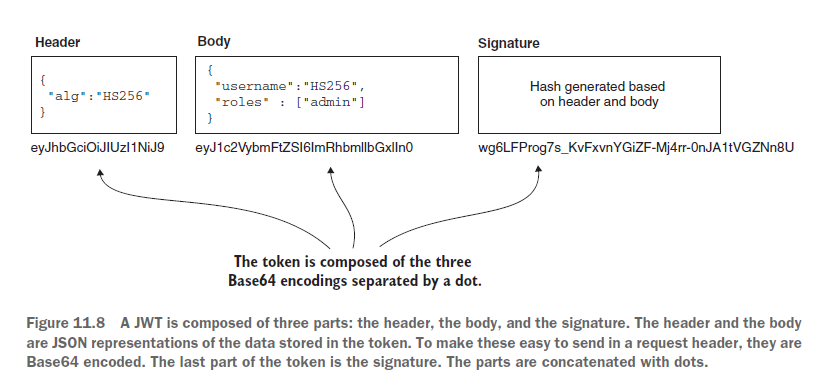 Header
Body
Signature
{
"alg":"HS256"
}
{
"username":"HS256",
"roles" : ["admin"]
}
Hash generated based
on header and body
eyJhbGciOiJIUzI1NiJ9
eyJ1c2VybmFtZSI6ImRhbmllbGxlIn0
wg6LFProg7s_KvFxvnYGiZF-Mj4rr-0nJA1tVGZNn8U
The token is composed of the three
Base64 encodings separated by a dot.
Figure 11.8 A JWT is composed of three parts: the header, the body, and the signature. The header and the body
are JSON representations of the data stored in the token. To make these easy to send in a request header, they are
Base64 encoded. The last part of the token is the signature. The parts are concatenated with dots.